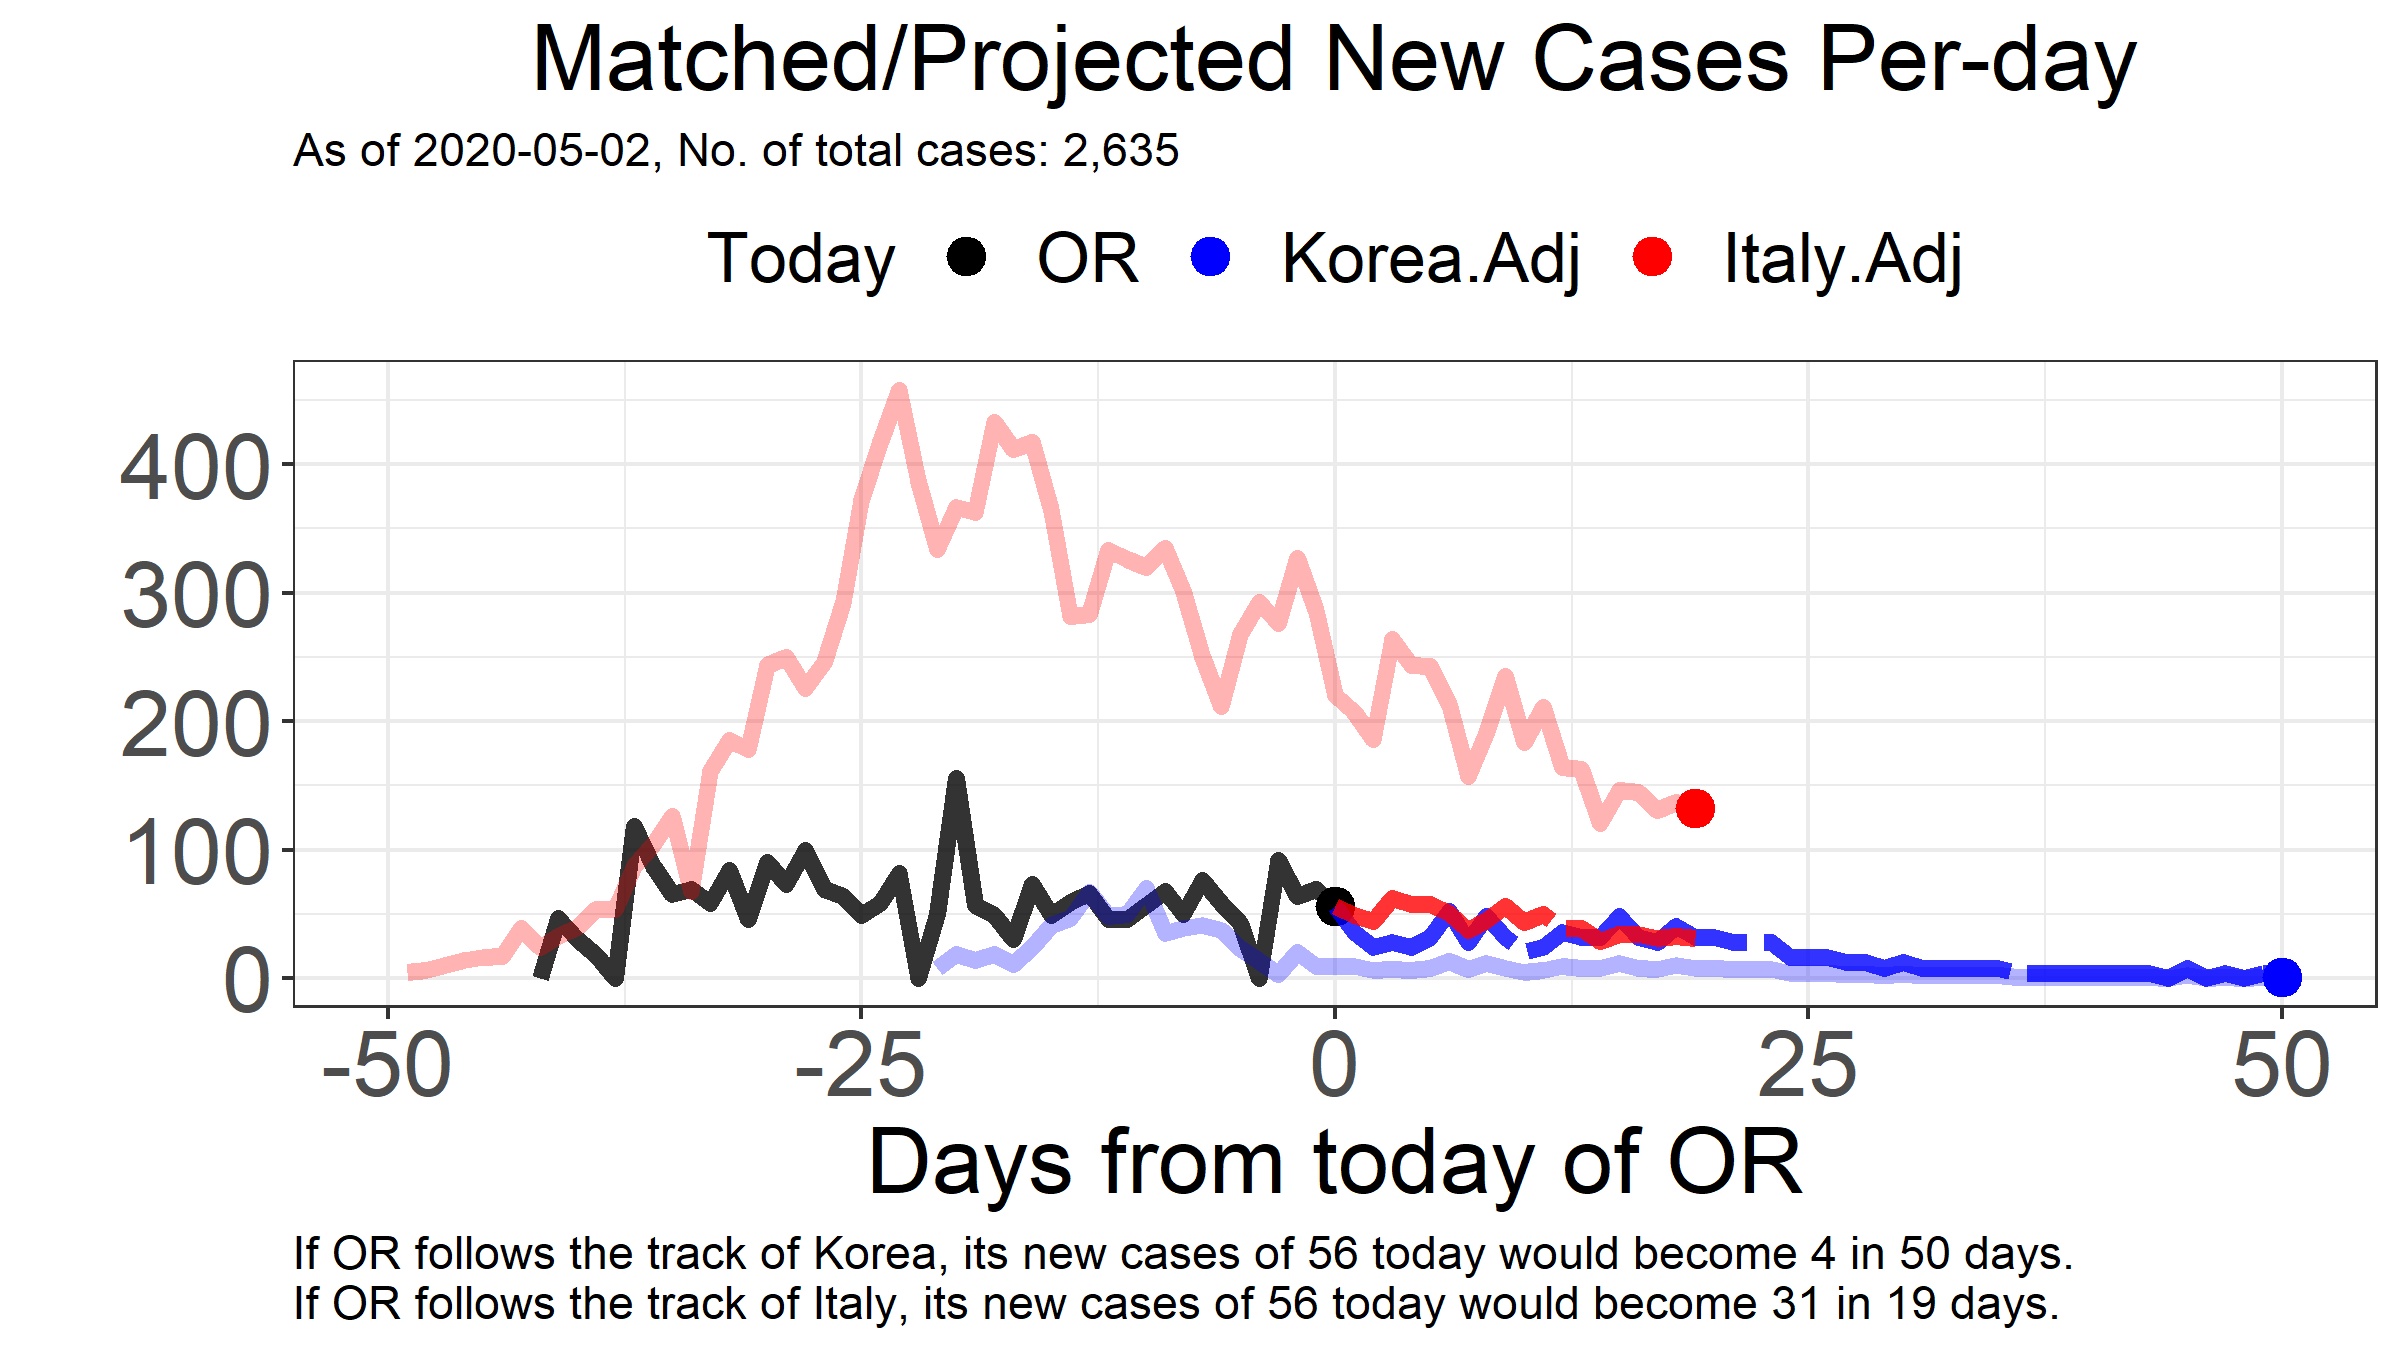 Matched/Projected New Cases Per-day
As of 2020-05-02, No. of total cases: 2,635
Today OR Korea.Adj Italy.Adj
400
300
200
100
0
-50 -25 0 25 50
Days from today of OR
If OR follows the track of Korea, its new cases of 56 today would become 4 in 50 days.
If OR follows the track of Italy, its new cases of 56 today would become 31 in 19 days.